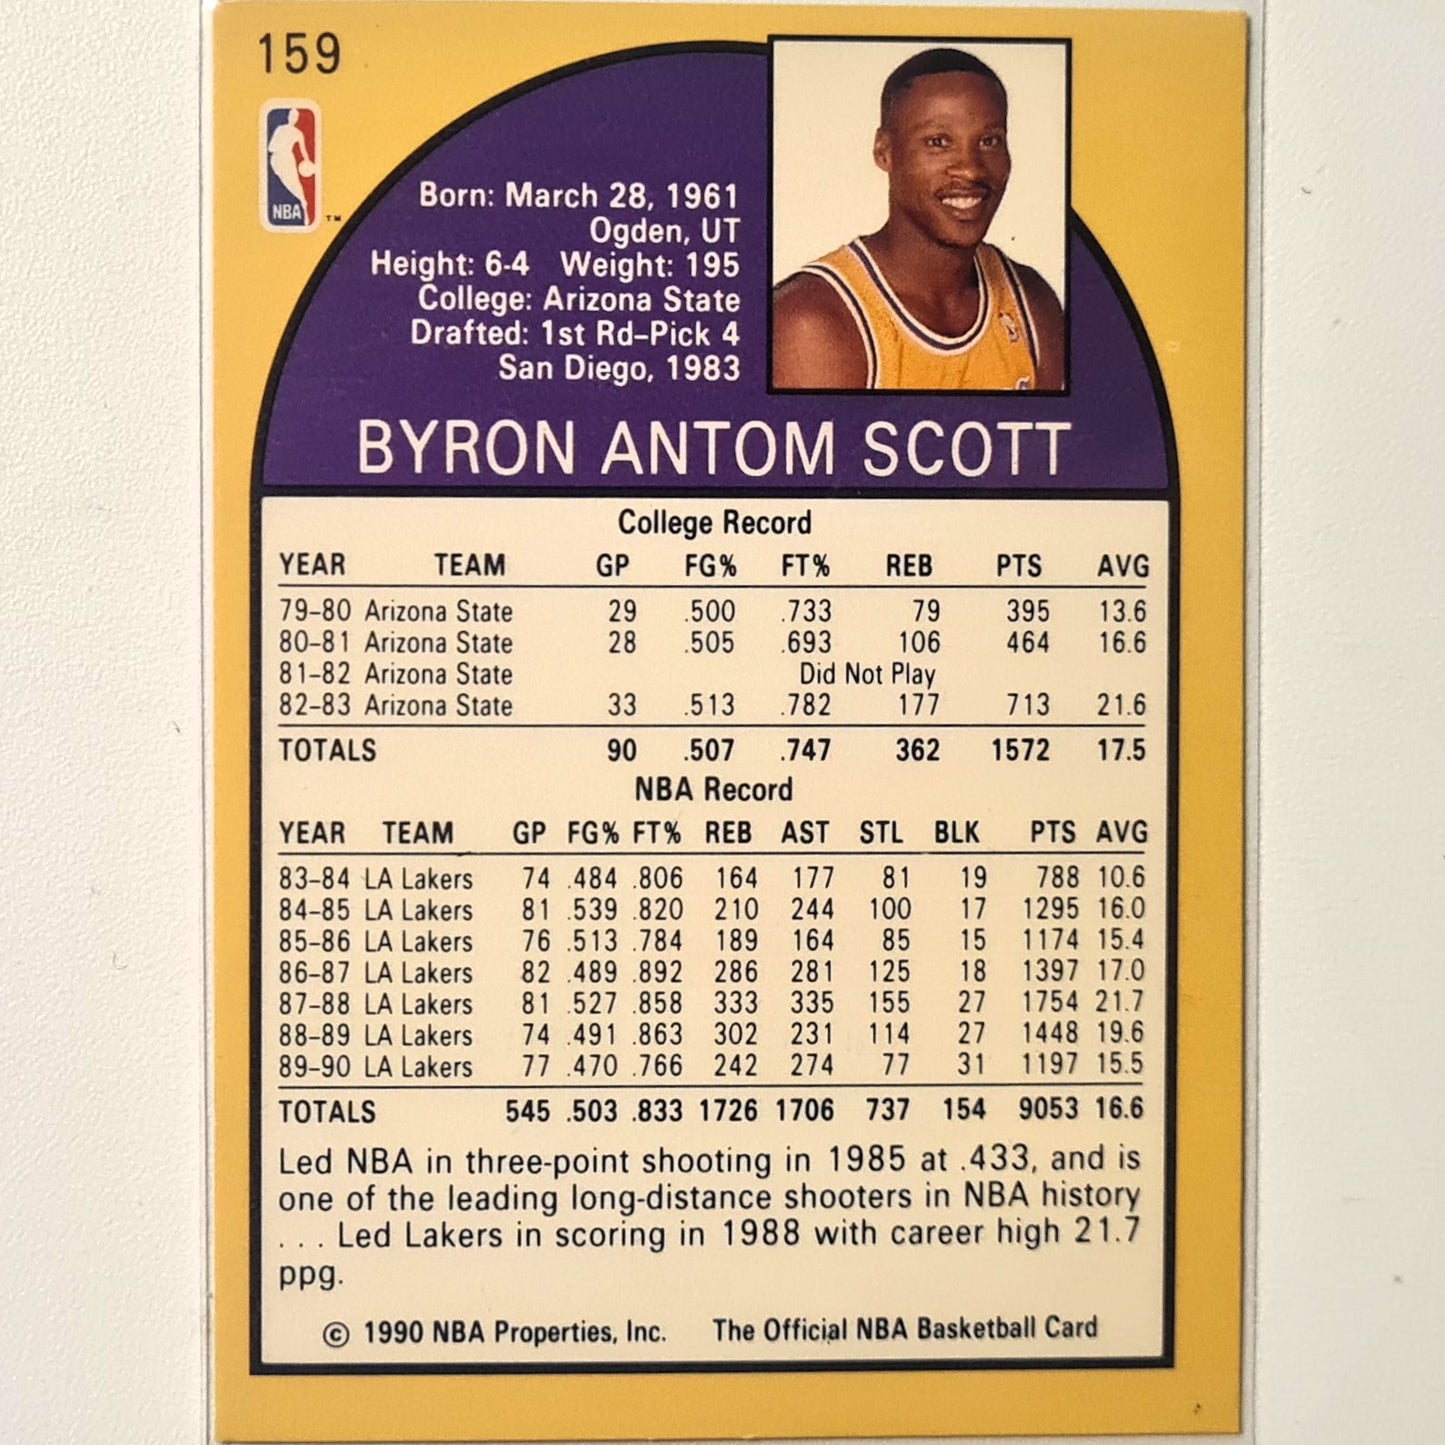 159
NBA
TM
Born: March 28, 1961
Ogden, UT
Height: 6-4 Weight: 195
College: Arizona State
Drafted: 1st Rd–Pick 4
San Diego, 1983
BYRON ANTOM SCOTT
College Record
YEAR TEAM GP FG% FT% REB PTS AVG
79–80 Arizona State 29 .500 .733 79 395 13.6
80–81 Arizona State 28 .505 .693 106 464 16.6
81–82 Arizona State Did Not Play
82–83 Arizona State 33 .513 .782 177 713 21.6
TOTALS 90 .507 .747 362 1572 17.5
NBA Record
YEAR TEAM GP FG% FT% REB AST STL BLK PTS AVG
83–84 LA Lakers 74 .484 .806 164 177 81 19 788 10.6
84–85 LA Lakers 81 .539 .820 210 244 100 17 1295 16.0
85–86 LA Lakers 76 .513 .784 189 164 85 15 1174 15.4
86–87 LA Lakers 82 .489 .892 286 281 125 18 1397 17.0
87–88 LA Lakers 81 .527 .858 333 335 155 27 1754 21.7
88–89 LA Lakers 74 .491 .863 302 231 114 27 1448 19.6
89–90 LA Lakers 77 .470 .766 242 274 77 31 1197 15.5
TOTALS 545 .503 .833 1726 1706 737 154 9053 16.6
Led NBA in three-point shooting in 1985 at .433, and is
one of the leading long-distance shooters in NBA history
. . . Led Lakers in scoring in 1988 with career high 21.7
ppg.
© 1990 NBA Properties, Inc. The Official NBA Basketball Card